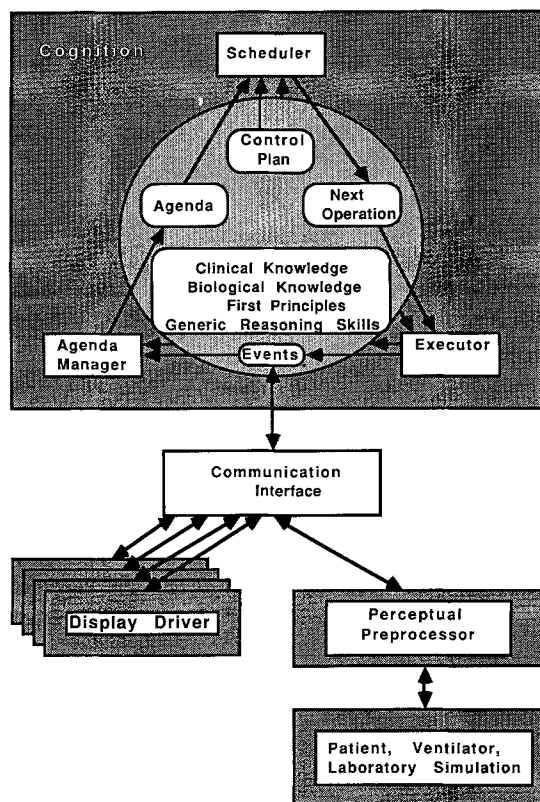 Cognition
Scheduler
Control
Plan
Agenda
Next
Operation
Clinical Knowledge
Biological Knowledge
First Principles
Generic Reasoning Skills
Agenda
Manager
Events
Executor
Communication
Interface
Display Driver
Perceptual
Preprocessor
Patient, Ventilator,
Laboratory Simulation